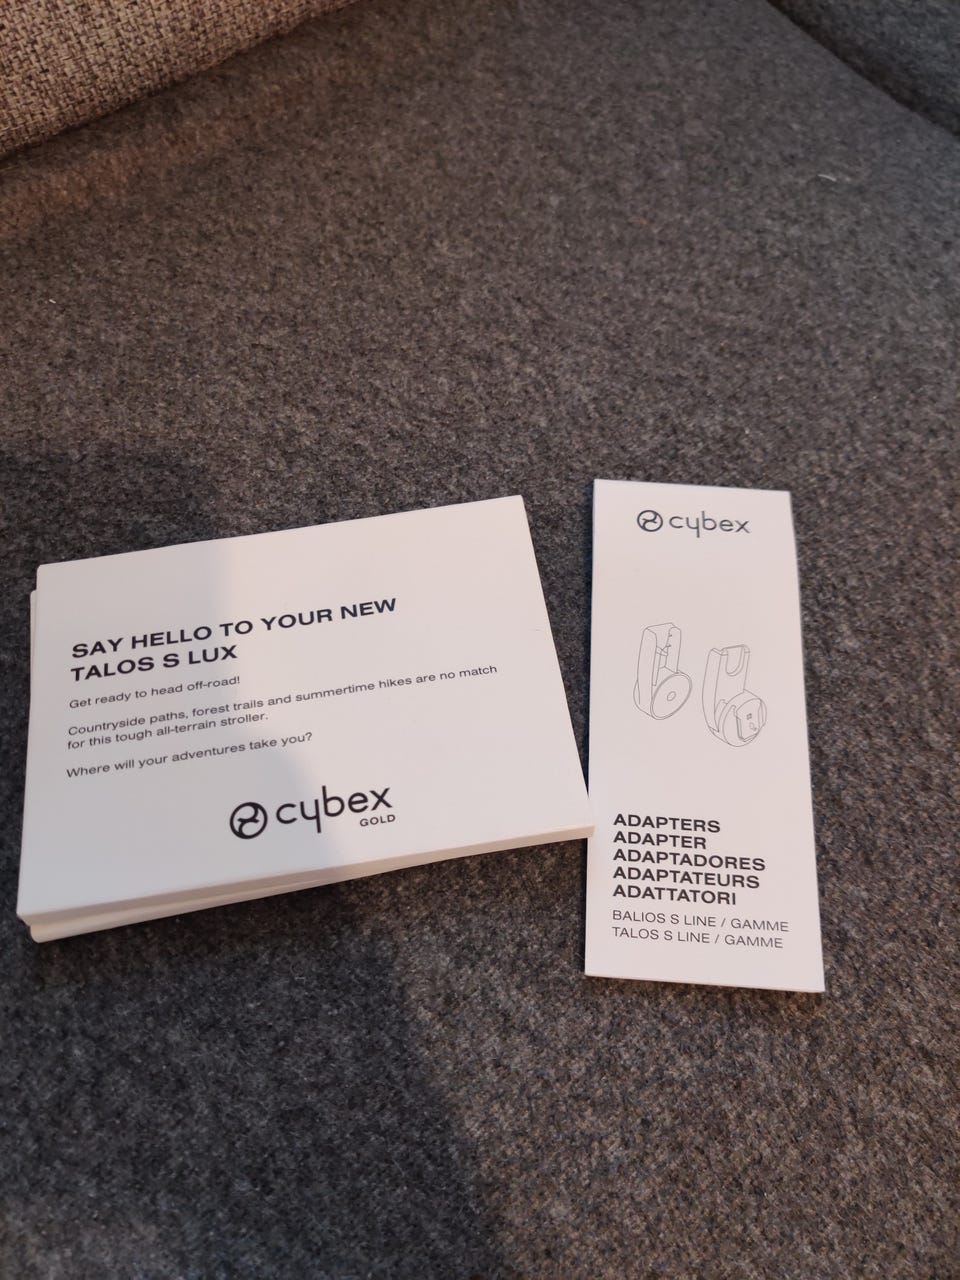 SAY HELLO TO YOUR NEW
TALOS S LUX
Get ready to head off-road!
Countryside paths, forest trails and summertime hikes are no match
for this tough all-terrain stroller.
Where will your adventures take you?
cybex
GOLD
cybex
ADAPTERS
ADAPTER
ADAPTADORES
ADAPTATEURS
ADATTATORI
BALIOS S LINE / GAMME
TALOS S LINE / GAMME